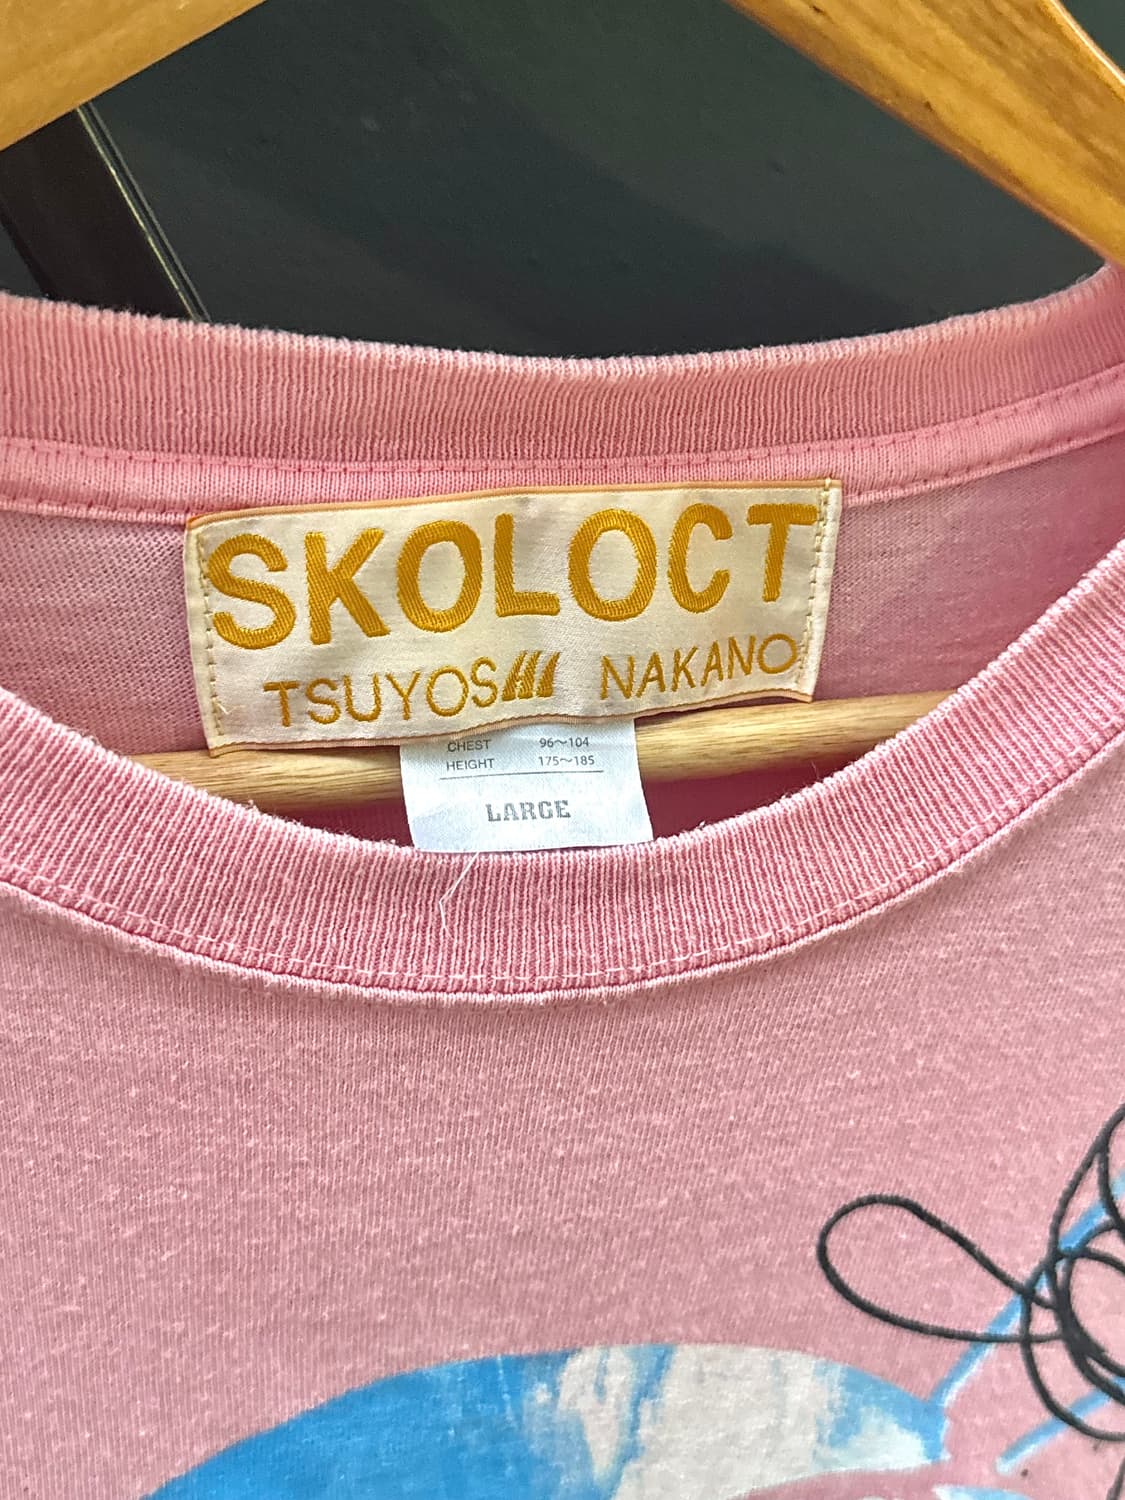 SKOLOCT
TSUYOSHI NAKANO
CHEST 96～104
HEIGHT 175～185
LARGE